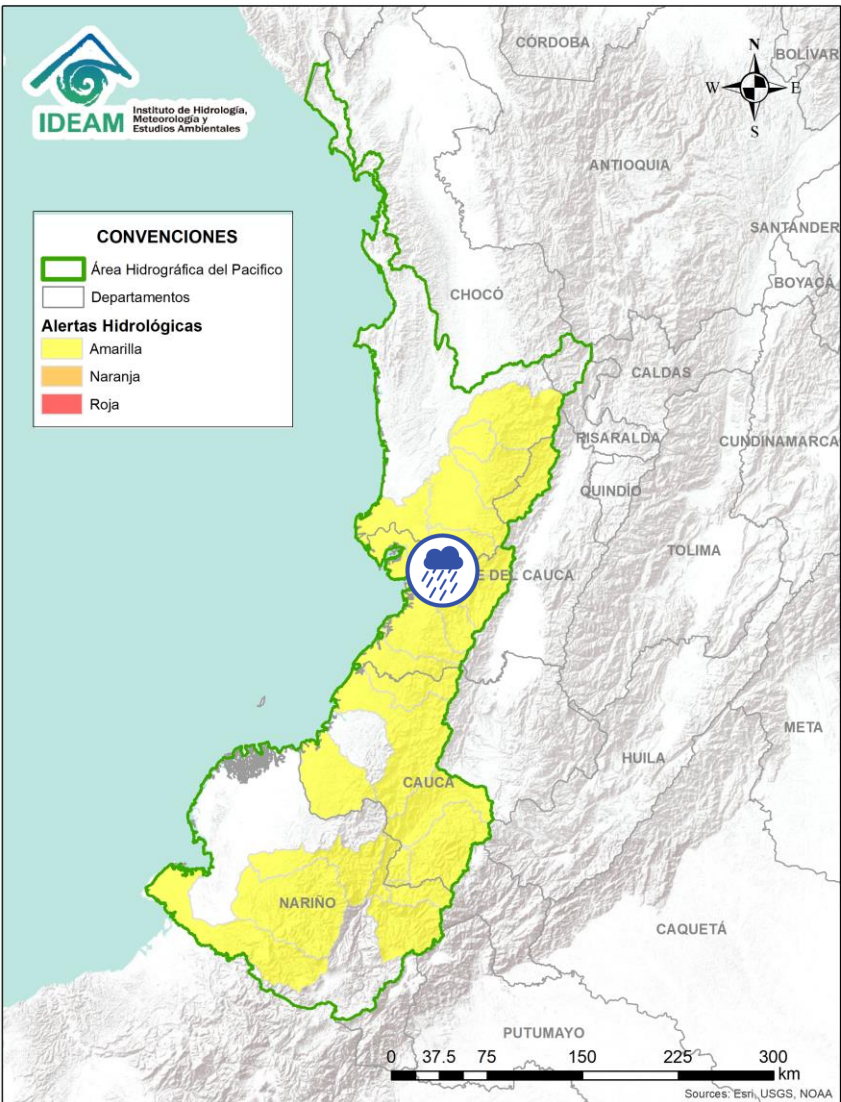 IDEAM
Instituto de Hidrología,
Meteorología y
Estudios Ambientales
N
W
E
S
CONVENCIONES
Área Hidrográfica del Pacifico
Departamentos
Alertas Hidrológicas
Amarilla
Naranja
Roja
CÓRDOBA
BOLÍVAR
ANTIOQUIA
SANTANDER
BOYACÁ
CHOCÓ
CALDAS
RISARALDA
CUNDINAMARCA
QUINDÍO
TOLIMA
E DEL CAUCA
META
HUILA
CAUCA
NARIÑO
CAQUETÁ
PUTUMAYO
0 37.5 75 150 225 300
km
Sources: Esri, USGS, NOAA